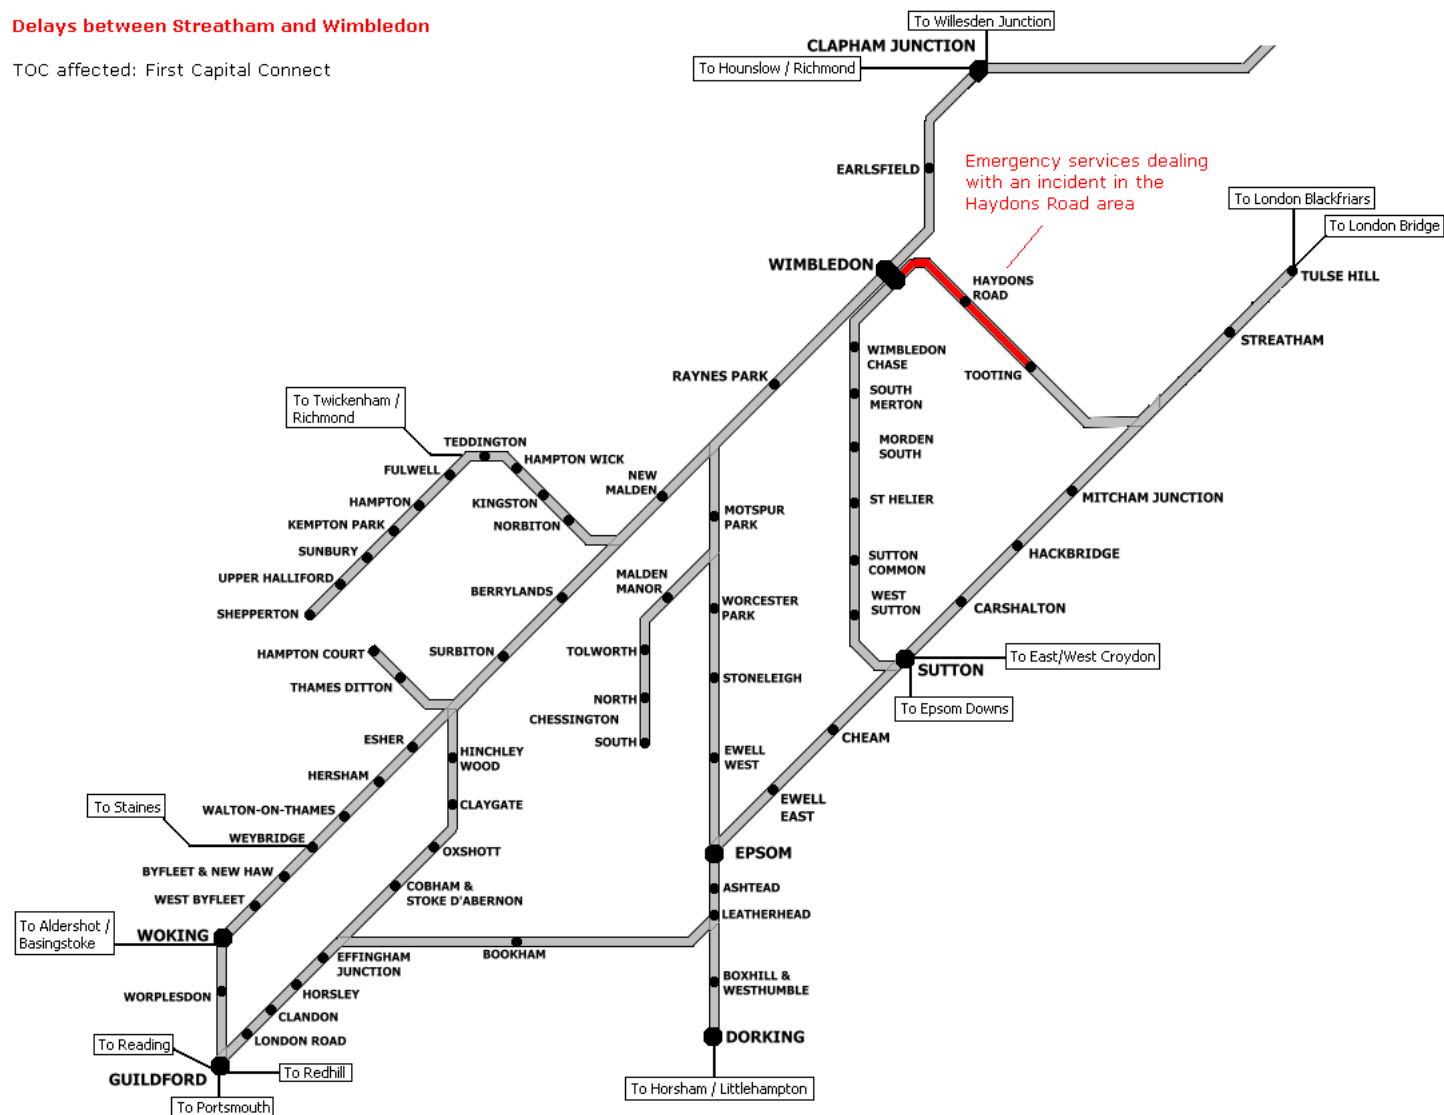 Delays between Streatham and Wimbledon
TOC affected: First Capital Connect
To Willesden Junction
CLAPHAM JUNCTION
To Hounslow / Richmond
EARLSFIELD
Emergency services dealing
with an incident in the
Haydons Road area
To London Blackfriars
To London Bridge
WIMBLEDON
HAYDONS
ROAD
TULSE HILL
STREATHAM
WIMBLEDON
CHASE
TOOTING
RAYNES PARK
SOUTH
MERTON
To Twickenham /
Richmond
TEDDINGTON
HAMPTON WICK
FULWELL
MORDEN
SOUTH
NEW
MALDEN
HAMPTON
KINGSTON
MITCHAM JUNCTION
ST HELIER
KEMPTON PARK
NORBITON
MOTSPUR
PARK
SUNBURY
HACKBRIDGE
SUTTON
COMMON
UPPER HALLIFORD
MALDEN
MANOR
BERRYLANDS
WEST
SUTTON
WORCESTER
PARK
CARSHALTON
SHEPPERTON
HAMPTON COURT
SURBITON
TOLWORTH
To East/West Croydon
SUTTON
THAMES DITTON
STONELEIGH
NORTH
CHESSINGTON
SOUTH
To Epsom Downs
ESHER
HINCHLEY
WOOD
CHEAM
EWELL
WEST
HERSHAM
CLAYGATE
EWELL
EAST
To Staines
WALTON-ON-THAMES
WEYBRIDGE
OXSHOTT
EPSOM
BYFLEET & NEW HAW
COBHAM &
STOKE D'ABERNON
ASHTEAD
WEST BYFLEET
LEATHERHEAD
To Aldershot /
Basingstoke
WOKING
BOOKHAM
EFFINGHAM
JUNCTION
BOXHILL &
WESTHUMBLE
WORPLESDON
HORSLEY
CLANDON
LONDON ROAD
DORKING
To Reading
To Redhill
GUILDFORD
To Horsham / Littlehampton
To Portsmouth